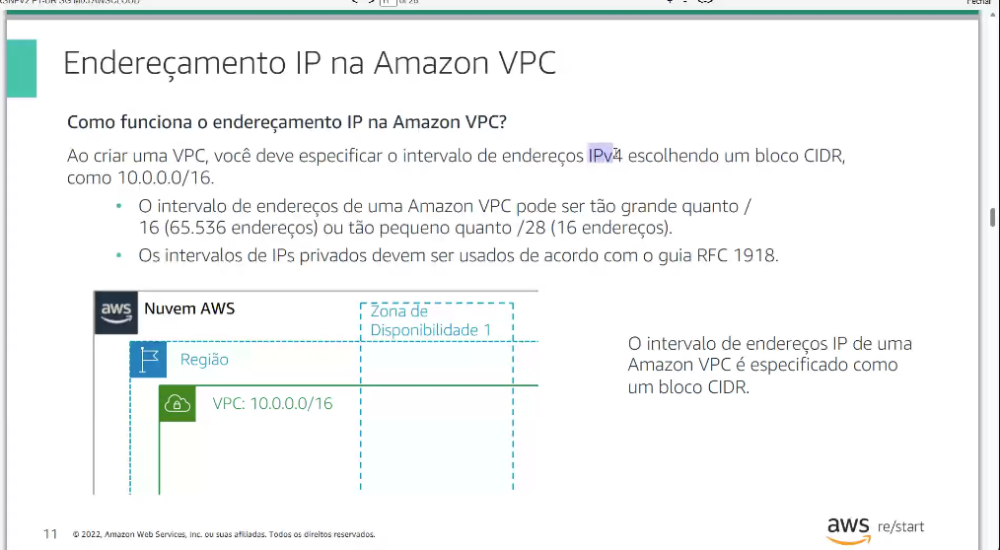 of 26
Fechar
Endereçamento IP na Amazon VPC
Como funciona o endereçamento IP na Amazon VPC?
Ao criar uma VPC, você deve especificar o intervalo de endereços IPv4 escolhendo um bloco CIDR,
como 10.0.0.0/16.
• O intervalo de endereços de uma Amazon VPC pode ser tão grande quanto /
16 (65.536 endereços) ou tão pequeno quanto /28 (16 endereços).
• Os intervalos de IPs privados devem ser usados de acordo com o guia RFC 1918.
aws
Nuvem AWS
Zona de
Disponibilidade 1
Região
VPC: 10.0.0.0/16
O intervalo de endereços IP de uma
Amazon VPC é especificado como
um bloco CIDR.
11
© 2022, Amazon Web Services, Inc. ou suas afiliadas. Todos os direitos reservados.
aws re/start